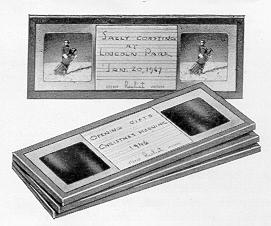 SALLY COASTING
AT
LINCOLN PARK
JAN. 20, 1947
OPENING GIFTS
CHRISTMAS MORNING
1946